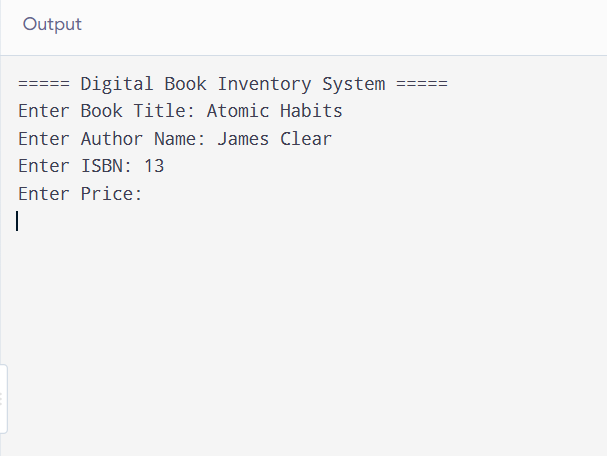 Output
===== Digital Book Inventory System =====
Enter Book Title: Atomic Habits
Enter Author Name: James Clear
Enter ISBN: 13
Enter Price: